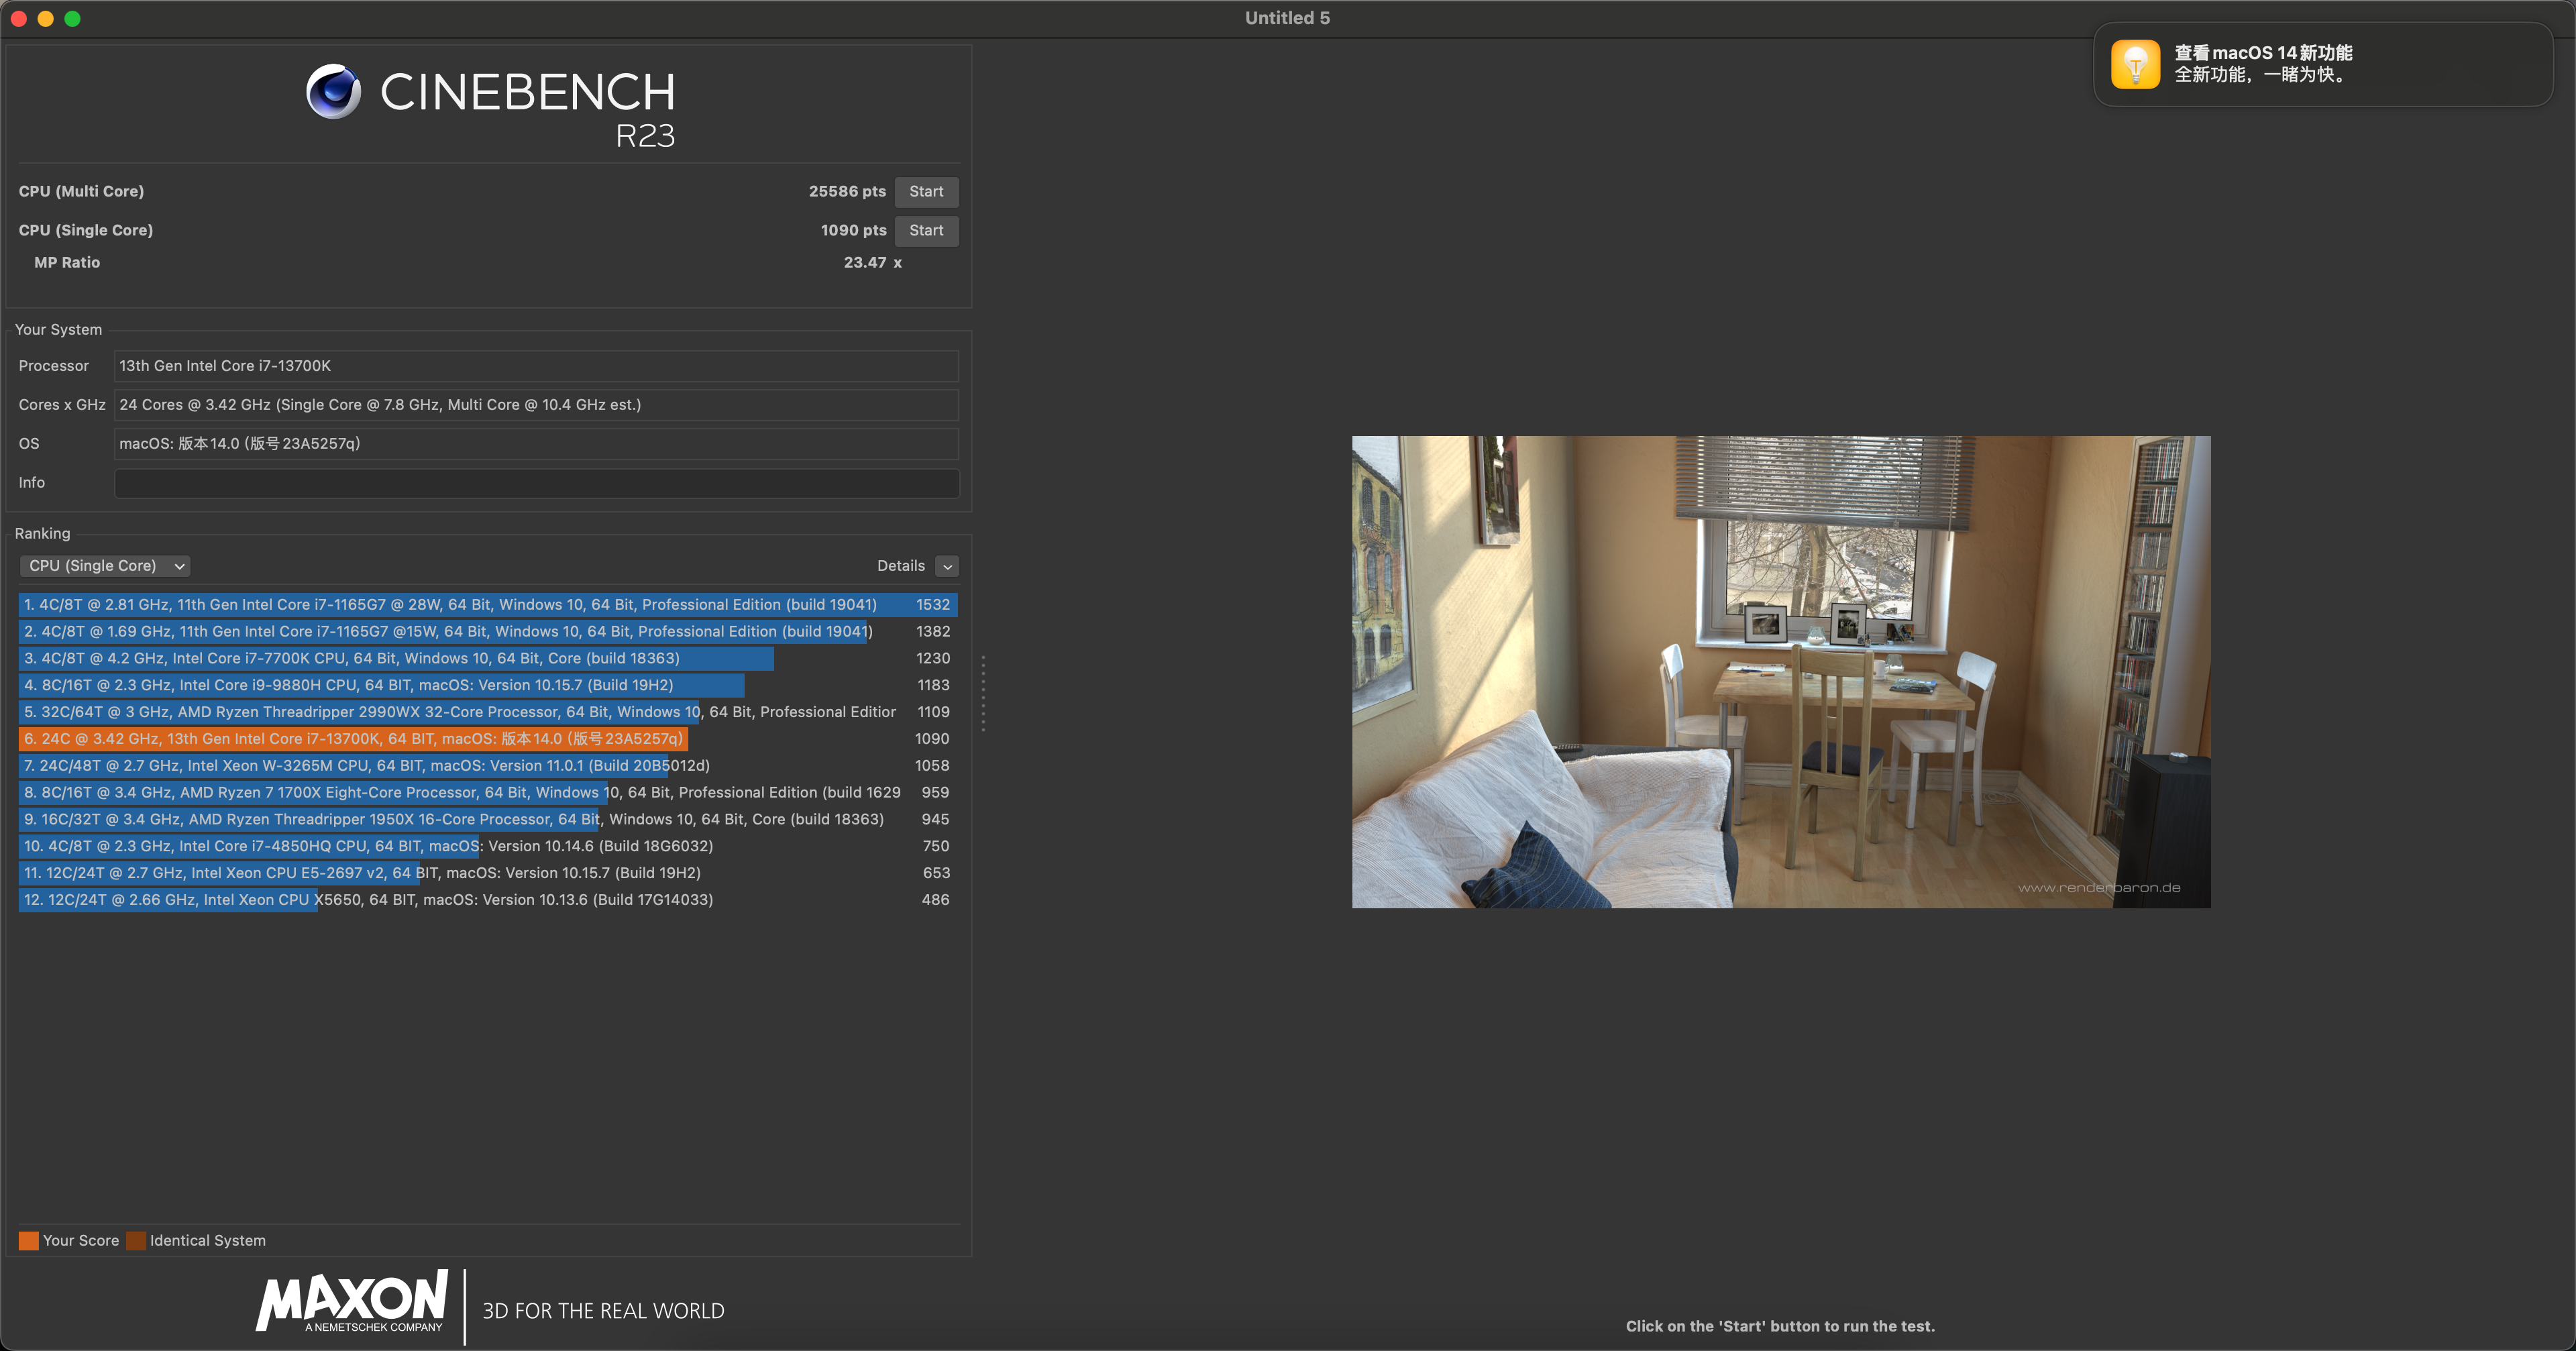 Untitled 5
查看macOS 14新功能
全新功能，一睹为快。
CINEBENCH
R23
CPU (Multi Core) 25586 pts Start
CPU (Single Core) 1090 pts Start
MP Ratio 23.47 x
Your System
Processor 13th Gen Intel Core i7-13700K
Cores x GHz 24 Cores @ 3.42 GHz (Single Core @ 7.8 GHz, Multi Core @ 10.4 GHz est.)
OS macOS: 版本14.0 (版号23A5257q)
Info
Ranking
CPU (Single Core) Details
1. 4C/8T @ 2.81 GHz, 11th Gen Intel Core i7-1165G7 @ 28W, 64 Bit, Windows 10, 64 Bit, Professional Edition (build 19041) 1532
2. 4C/8T @ 1.69 GHz, 11th Gen Intel Core i7-1165G7 @15W, 64 Bit, Windows 10, 64 Bit, Professional Edition (build 19041) 1382
3. 4C/8T @ 4.2 GHz, Intel Core i7-7700K CPU, 64 Bit, Windows 10, 64 Bit, Core (build 18363) 1230
4. 8C/16T @ 2.3 GHz, Intel Core i9-9880H CPU, 64 BIT, macOS: Version 10.15.7 (Build 19H2) 1183
5. 32C/64T @ 3 GHz, AMD Ryzen Threadripper 2990WX 32-Core Processor, 64 Bit, Windows 10, 64 Bit, Professional Editior 1109
6. 24C @ 3.42 GHz, 13th Gen Intel Core i7-13700K, 64 BIT, macOS: 版本14.0 (版号23A5257q) 1090
7. 24C/48T @ 2.7 GHz, Intel Xeon W-3265M CPU, 64 BIT, macOS: Version 11.0.1 (Build 20B5012d) 1058
8. 8C/16T @ 3.4 GHz, AMD Ryzen 7 1700X Eight-Core Processor, 64 Bit, Windows 10, 64 Bit, Professional Edition (build 1629 959
9. 16C/32T @ 3.4 GHz, AMD Ryzen Threadripper 1950X 16-Core Processor, 64 Bit, Windows 10, 64 Bit, Core (build 18363) 945
10. 4C/8T @ 2.3 GHz, Intel Core i7-4850HQ CPU, 64 BIT, macOS: Version 10.14.6 (Build 18G6032) 750
11. 12C/24T @ 2.7 GHz, Intel Xeon CPU E5-2697 v2, 64 BIT, macOS: Version 10.15.7 (Build 19H2) 653
12. 12C/24T @ 2.66 GHz, Intel Xeon CPU X5650, 64 BIT, macOS: Version 10.13.6 (Build 17G14033) 486
www.renderbaron.de
Your Score Identical System
MAXON
A NEMETSCHEK COMPANY
3D FOR THE REAL WORLD
Click on the 'Start' button to run the test.